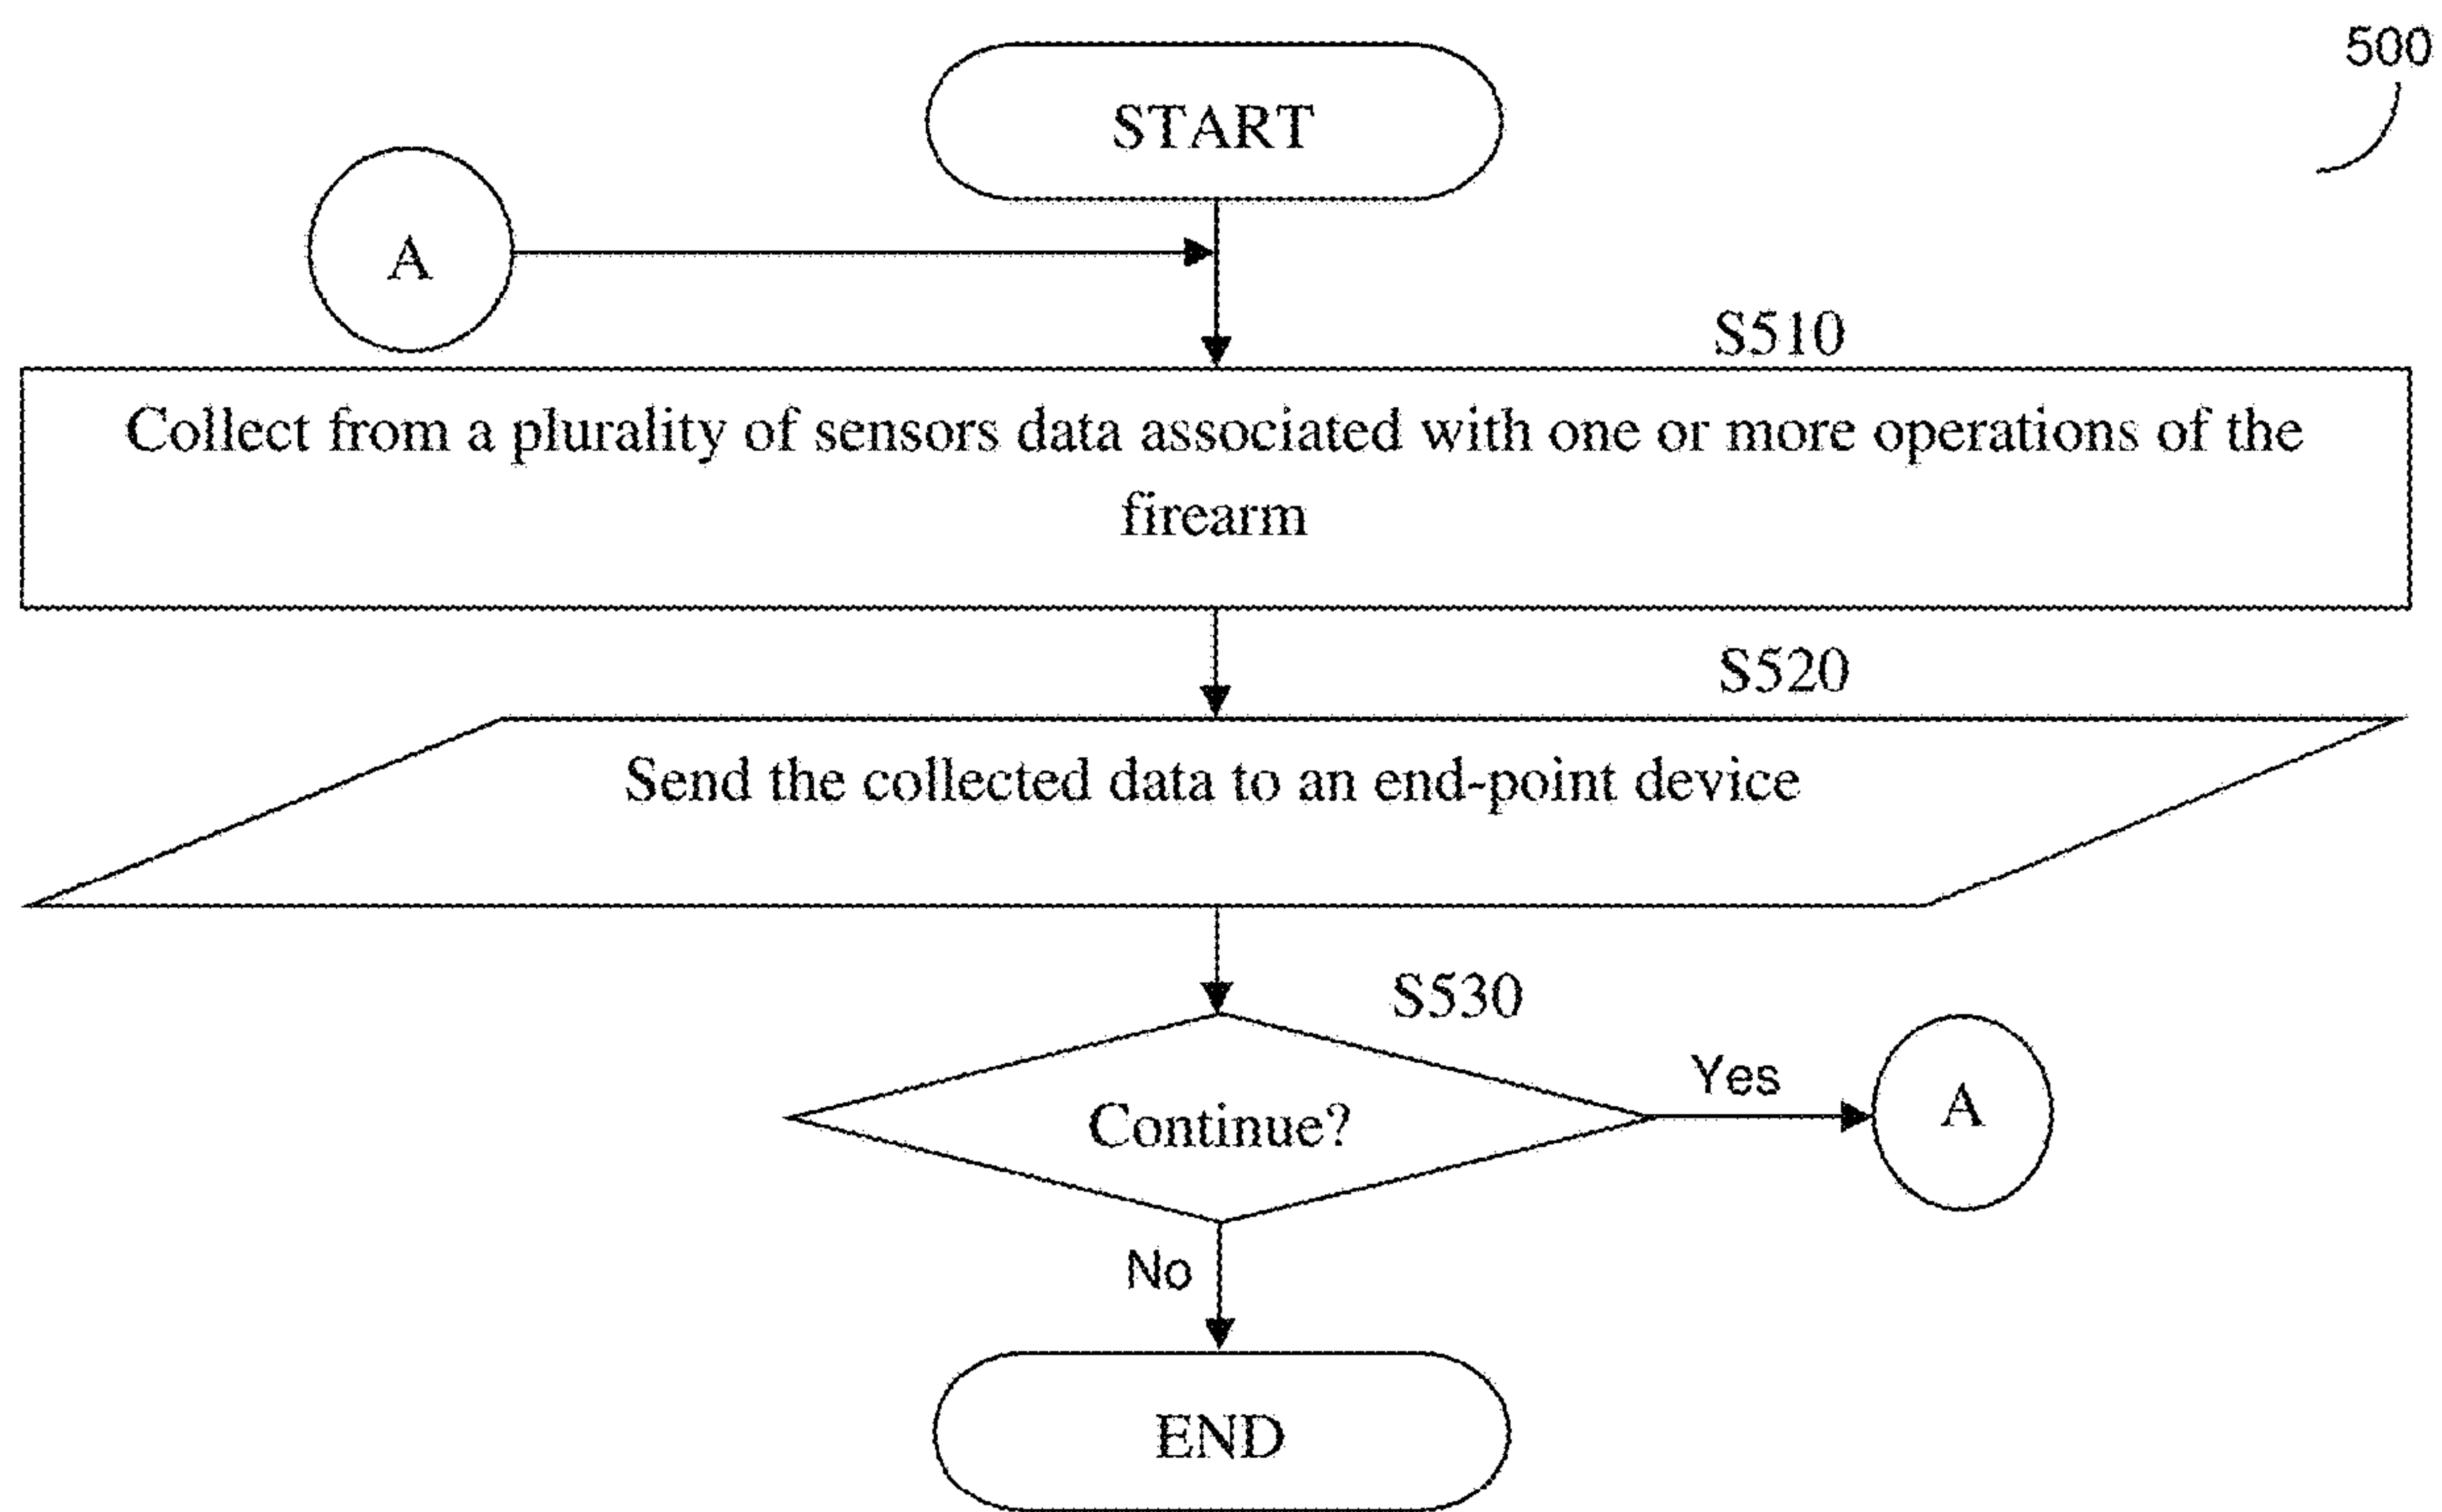 500
START
A
S510
Collect from a plurality of sensors data associated with one or more operations of the
firearm
S520
Send the collected data to an end-point device
S530
Continue?
Yes
A
No
END